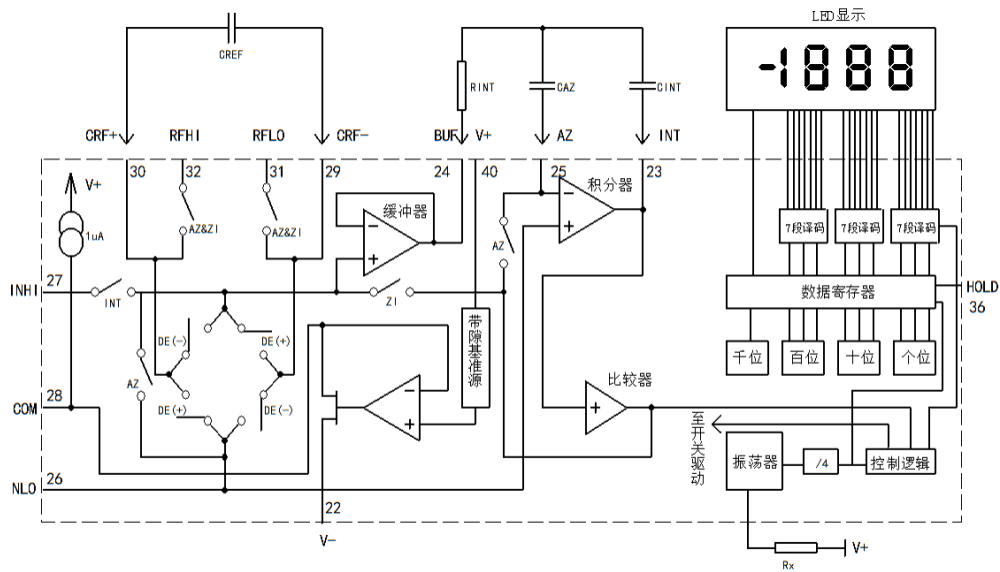 LED显示
-1888
CREF
RINT
CAZ
CINT
CRF+
RFHI
RFLO
CRF-
BUF
V+
AZ
INT
30
32
31
29
24
40
25
23
V+
1uA
AZ&ZI
AZ&ZI
缓冲器
积分器
AZ
7段译码
7段译码
7段译码
INHI
27
INT
ZI
数据寄存器
HOLD
36
DE(-)
DE(+)
带隙基准源
千位
百位
十位
个位
AZ
DE(+)
DE(-)
比较器
COM
28
至开关驱动
振荡器
/4
控制逻辑
NLO
26
22
V-
Rx
V+